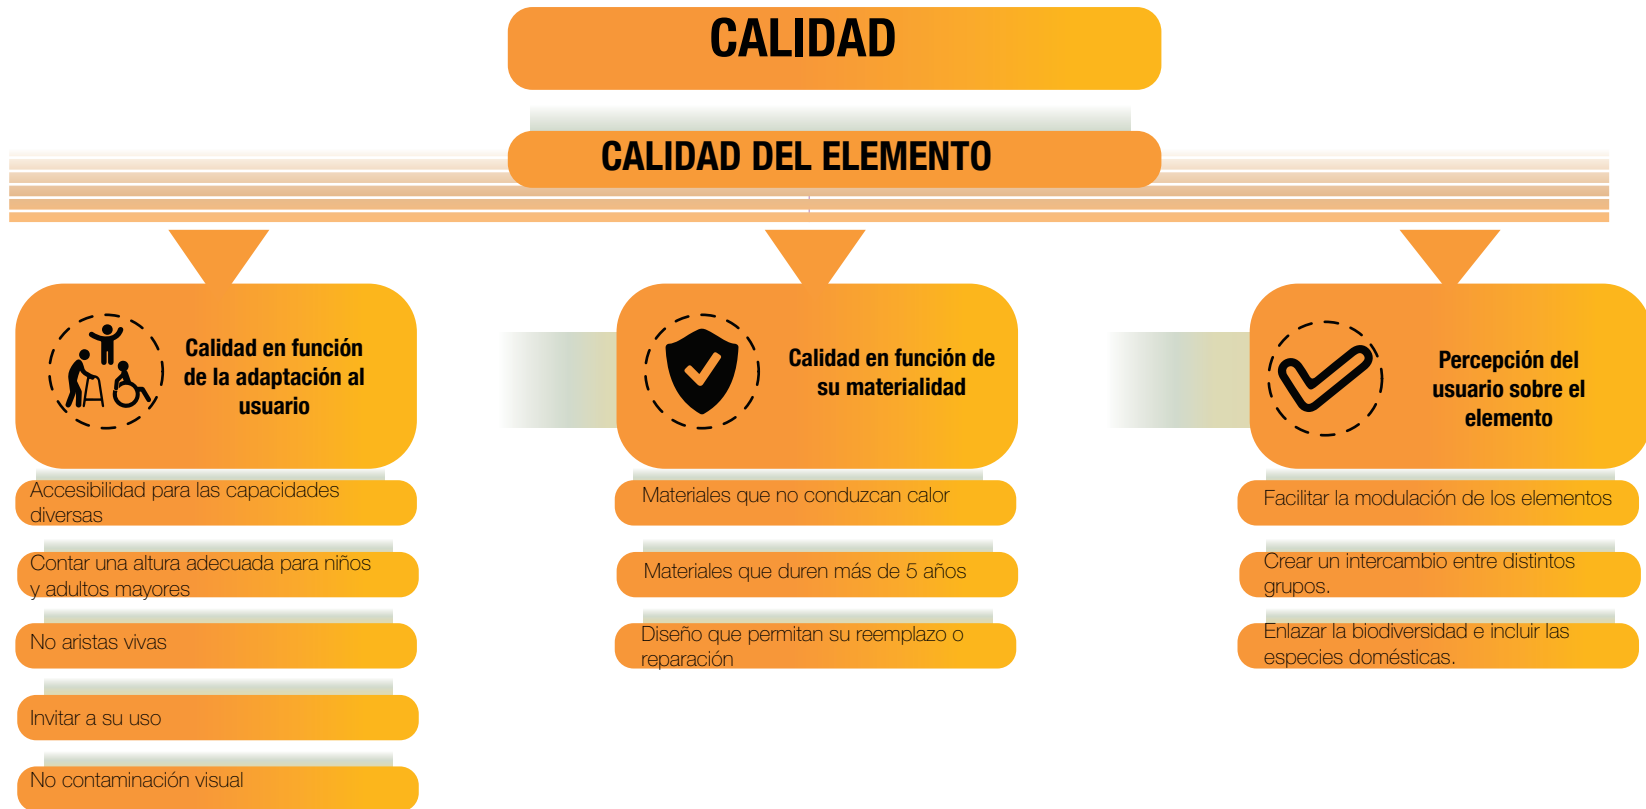 CALIDAD
CALIDAD DEL ELEMENTO
Calidad en función
de la adaptación al
usuario
Accesibilidad para las capacidades
diversas
Contar una altura adecuada para niños
y adultos mayores
No aristas vivas
Invitar a su uso
No contaminación visual
Calidad en función de
su materialidad
Materiales que no conduzcan calor
Materiales que duren más de 5 años
Diseño que permitan su reemplazo o
reparación
Percepción del
usuario sobre el
elemento
Facilitar la modulación de los elementos
Crear un intercambio entre distintos
grupos.
Enlazar la biodiversidad e incluir las
especies domésticas.